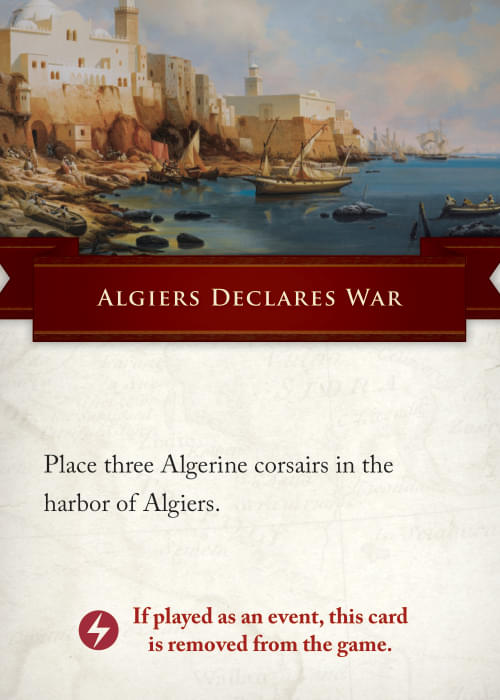 Algiers Declares War
Place three Algerine corsairs in the
harbor of Algiers.
If played as an event, this card
is removed from the game.